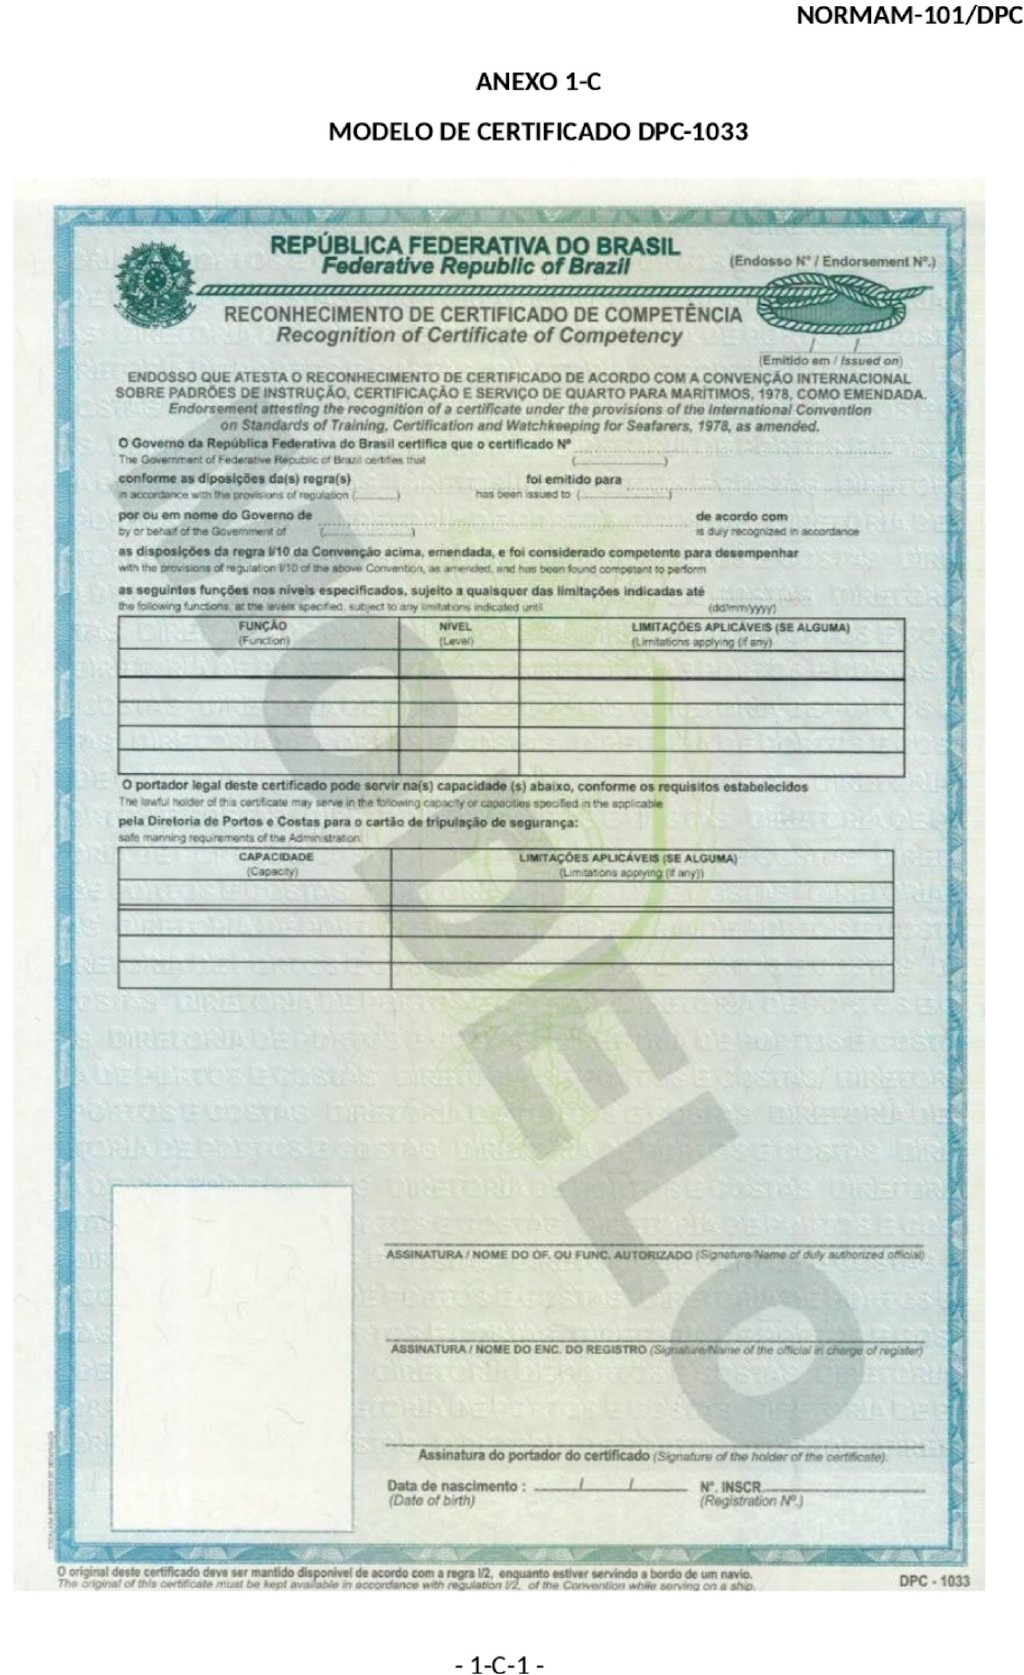 NORMAM-101/DPC
ANEXO 1-C
MODELO DE CERTIFICADO DPC-1033
REPÚBLICA FEDERATIVA DO BRASIL
Federative Republic of Brazil
(Endosso Nº / Endorsement Nº.)
RECONHECIMENTO DE CERTIFICADO DE COMPETÊNCIA
Recognition of Certificate of Competency
/ /
(Emitido em / Issued on)
ENDOSSO QUE ATESTA O RECONHECIMENTO DE CERTIFICADO DE ACORDO COM A CONVENÇÃO INTERNACIONAL
SOBRE PADRÕES DE INSTRUÇÃO, CERTIFICAÇÃO E SERVIÇO DE QUARTO PARA MARÍTIMOS, 1978, COMO EMENDADA.
Endorsement attesting the recognition of a certificate under the provisions of the International Convention
on Standards of Training, Certification and Watchkeeping for Seafarers, 1978, as amended.
O Governo da República Federativa do Brasil certifica que o certificado Nº
The Government of Federative Republic of Brazil certifies that (....................)
conforme as diposições da(s) regra(s) foi emitido para
in accordance with the provisions of regulation (..........) has been issued to (....................)
por ou em nome do Governo de de acordo com
by or behalf of the Government of (....................) is duly recognized in accordance
as disposições da regra I/10 da Convenção acima, emendada, e foi considerado competente para desempenhar
with the provisions of regulation I/10 of the above Convention, as amended, and has been found competent to perform
as seguintes funções nos níveis especificados, sujeito a quaisquer das limitações indicadas até
the following functions, at the levels specified, subject to any limitations indicated until (dd/mm/yyyy)
FUNÇÃO NÍVEL LIMITAÇÕES APLICÁVEIS (SE ALGUMA)
(Function) (Level) (Limitations applying (if any)
O portador legal deste certificado pode servir na(s) capacidade (s) abaixo, conforme os requisitos estabelecidos
The lawful holder of this certificate may serve in the following capacity or capacities specified in the applicable
pela Diretoria de Portos e Costas para o cartão de tripulação de segurança:
safe manning requirements of the Administration:
CAPACIDADE LIMITAÇÕES APLICÁVEIS (SE ALGUMA)
(Capacity) (Limitations applying (if any))
MODELO
ASSINATURA / NOME DO OF. OU FUNC. AUTORIZADO (Signature/Name of duly authorized official)
ASSINATURA / NOME DO ENC. DO REGISTRO (Signature/Name of the official in charge of register)
Assinatura do portador do certificado (Signature of the holder of the certificate).
Data de nascimento : ____/____/____ Nº. INSCR.
(Date of birth) (Registration Nº.)
O original deste certificado deve ser mantido disponível de acordo com a regra I/2, enquanto estiver servindo a bordo de um navio.
The original of this certificate must be kept available in accordance with regulation I/2, of the Convention while serving on a ship.
DPC - 1033
- 1-C-1 -